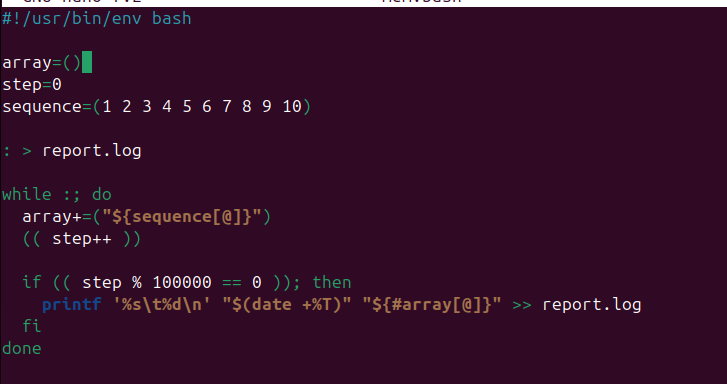 #!/usr/bin/env bash
array=()
step=0
sequence=(1 2 3 4 5 6 7 8 9 10)
: > report.log
while :; do
  array+=("${sequence[@]}")
  (( step++ ))
  if (( step % 100000 == 0 )); then
    printf '%s\t%d\n' "$(date +%T)" "${#array[@]}" >> report.log
  fi
done